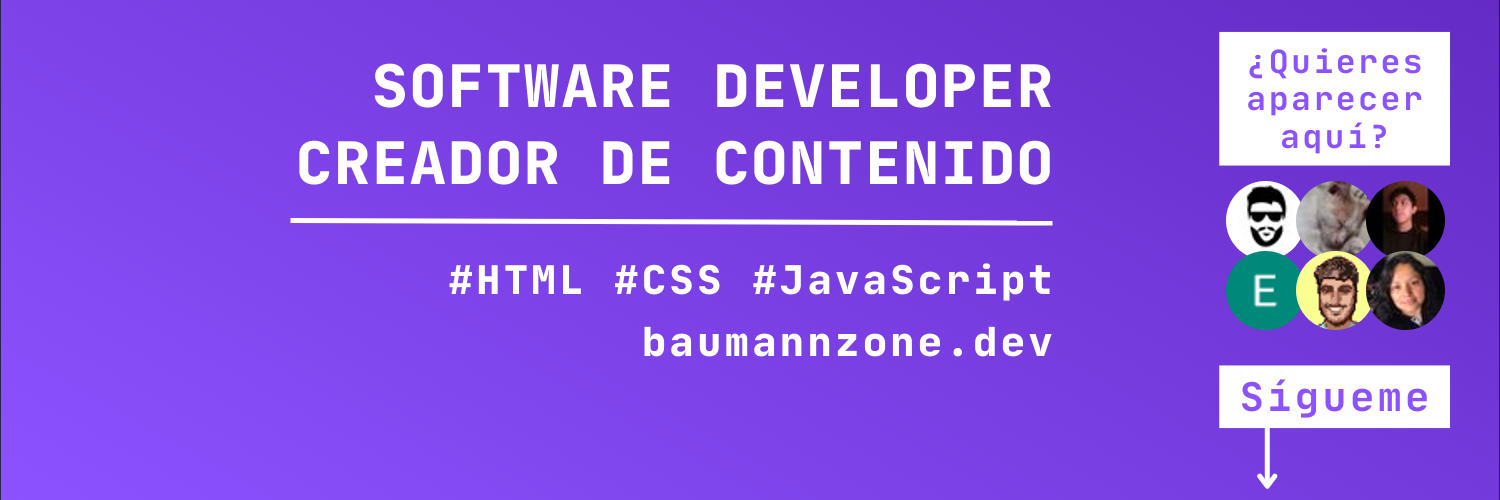 SOFTWARE DEVELOPER
CREADOR DE CONTENIDO
#HTML #CSS #JavaScript
baumannzone.dev
¿Quieres
aparecer
aquí?
E
Sígueme